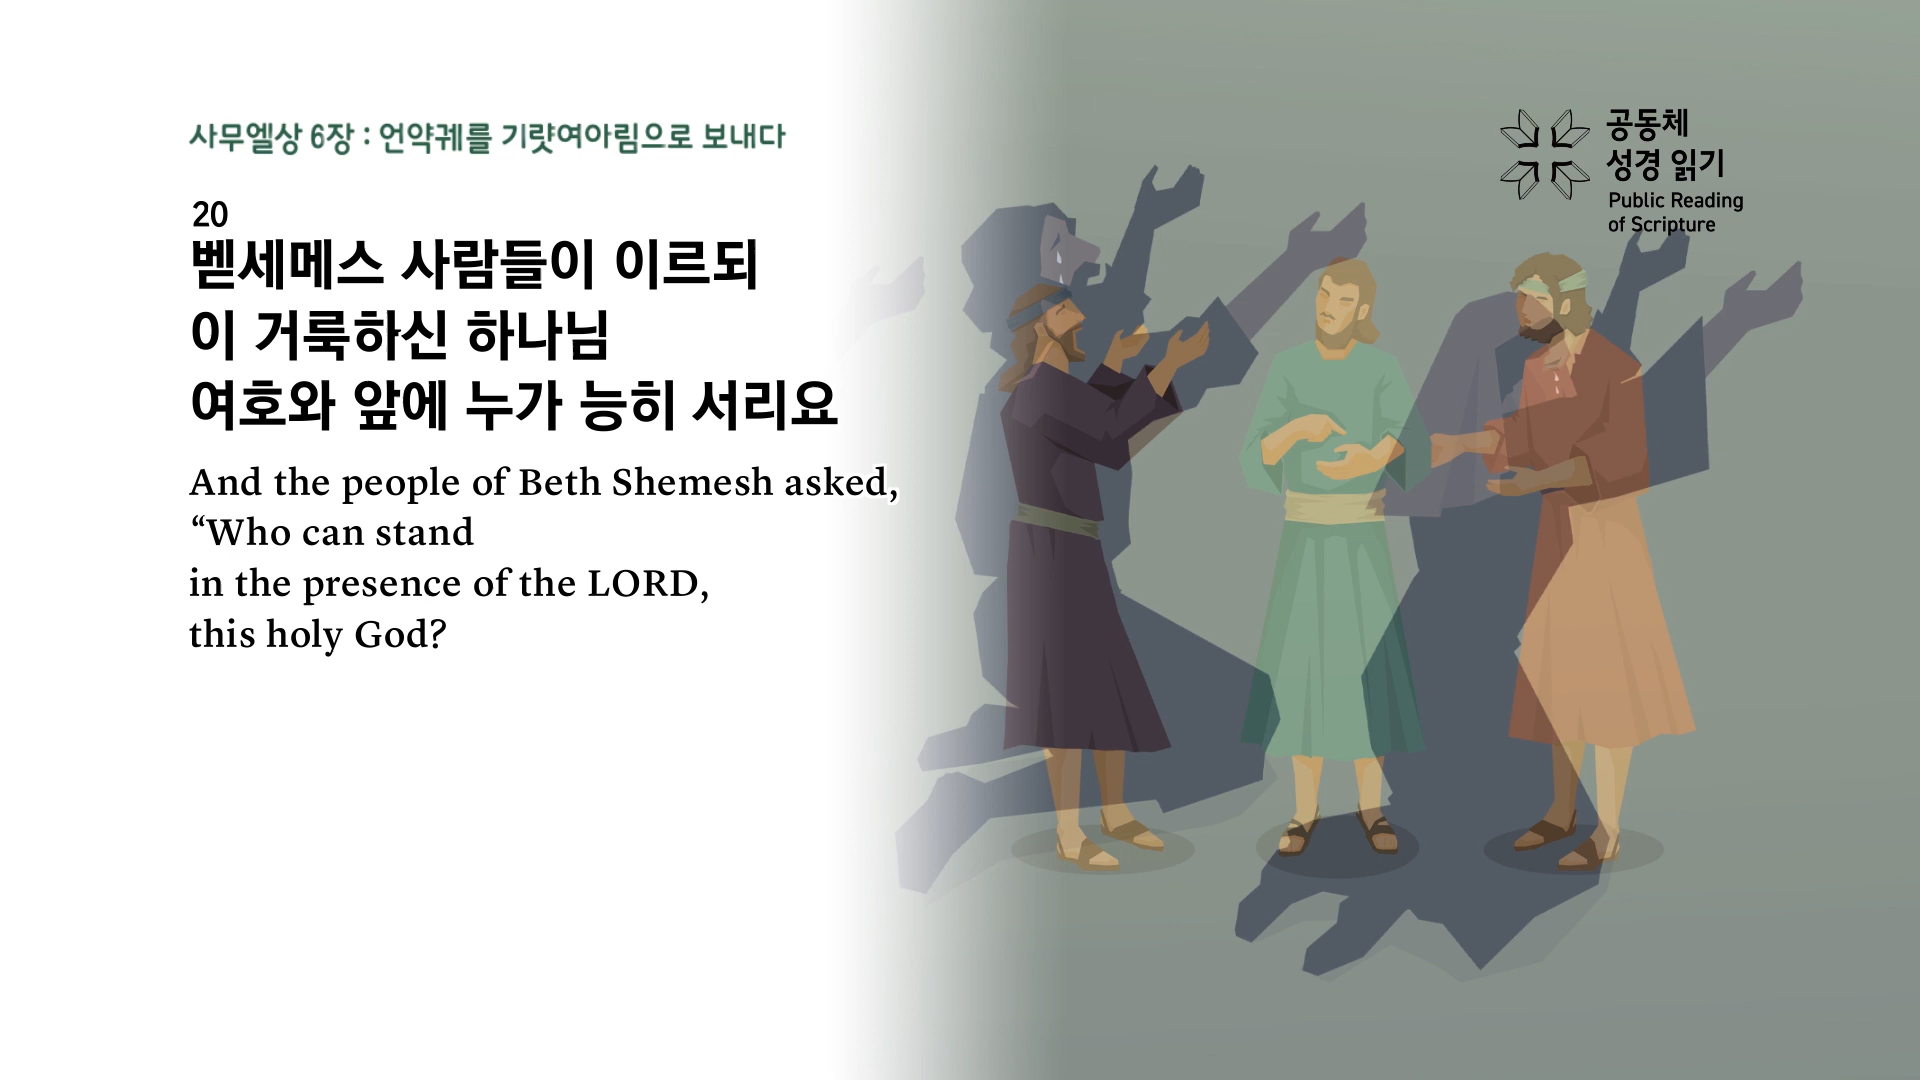 사무엘상 6장 : 언약궤를 기럇여아림으로 보내다
20
벧세메스 사람들이 이르되
이 거룩하신 하나님
여호와 앞에 누가 능히 서리요
And the people of Beth Shemesh asked,
“Who can stand
in the presence of the LORD,
this holy God?
공동체
성경 읽기
Public Reading
of Scripture